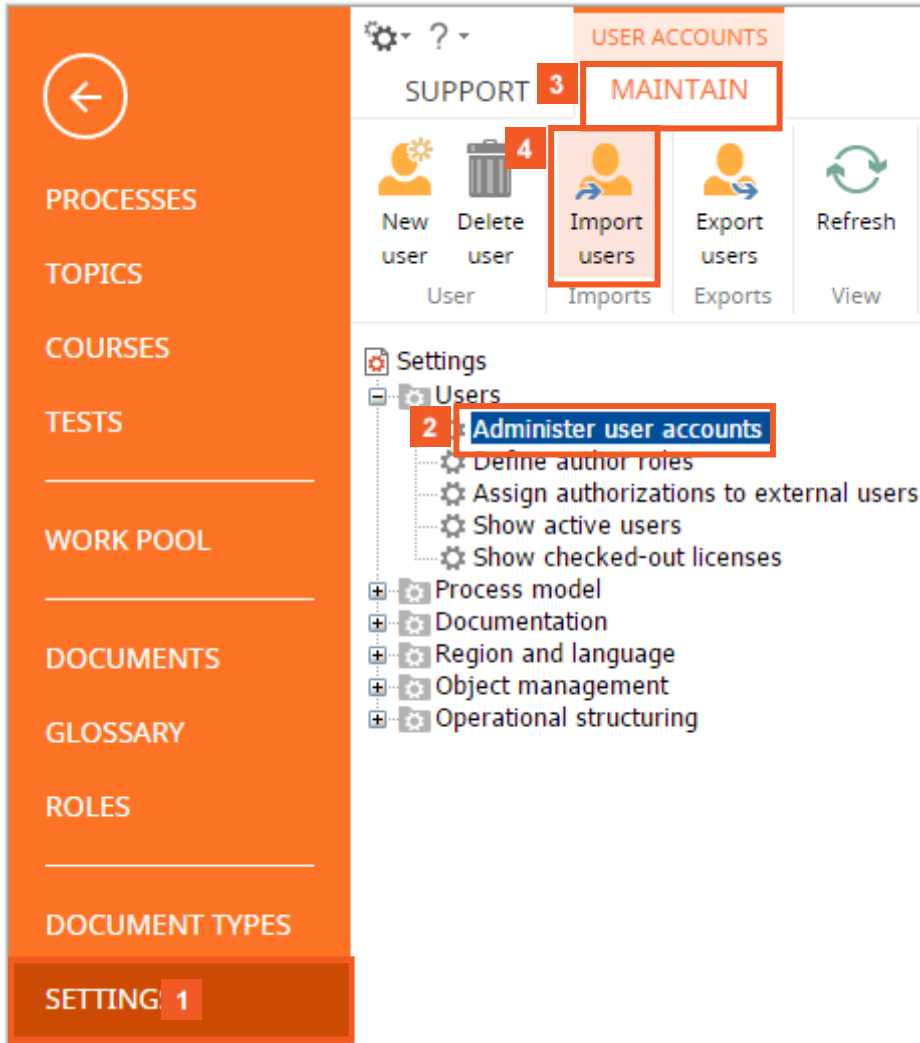 PROCESSES
TOPICS
COURSES
TESTS
WORK POOL
DOCUMENTS
GLOSSARY
ROLES
DOCUMENT TYPES
SETTING 1
? 
USER ACCOUNTS
SUPPORT 3 MAINTAIN
4
New Delete Import Export Refresh
user user users users
User Imports Exports View
Settings
Users
2 Administer user accounts
Define author roles
Assign authorizations to external users
Show active users
Show checked-out licenses
Process model
Documentation
Region and language
Object management
Operational structuring